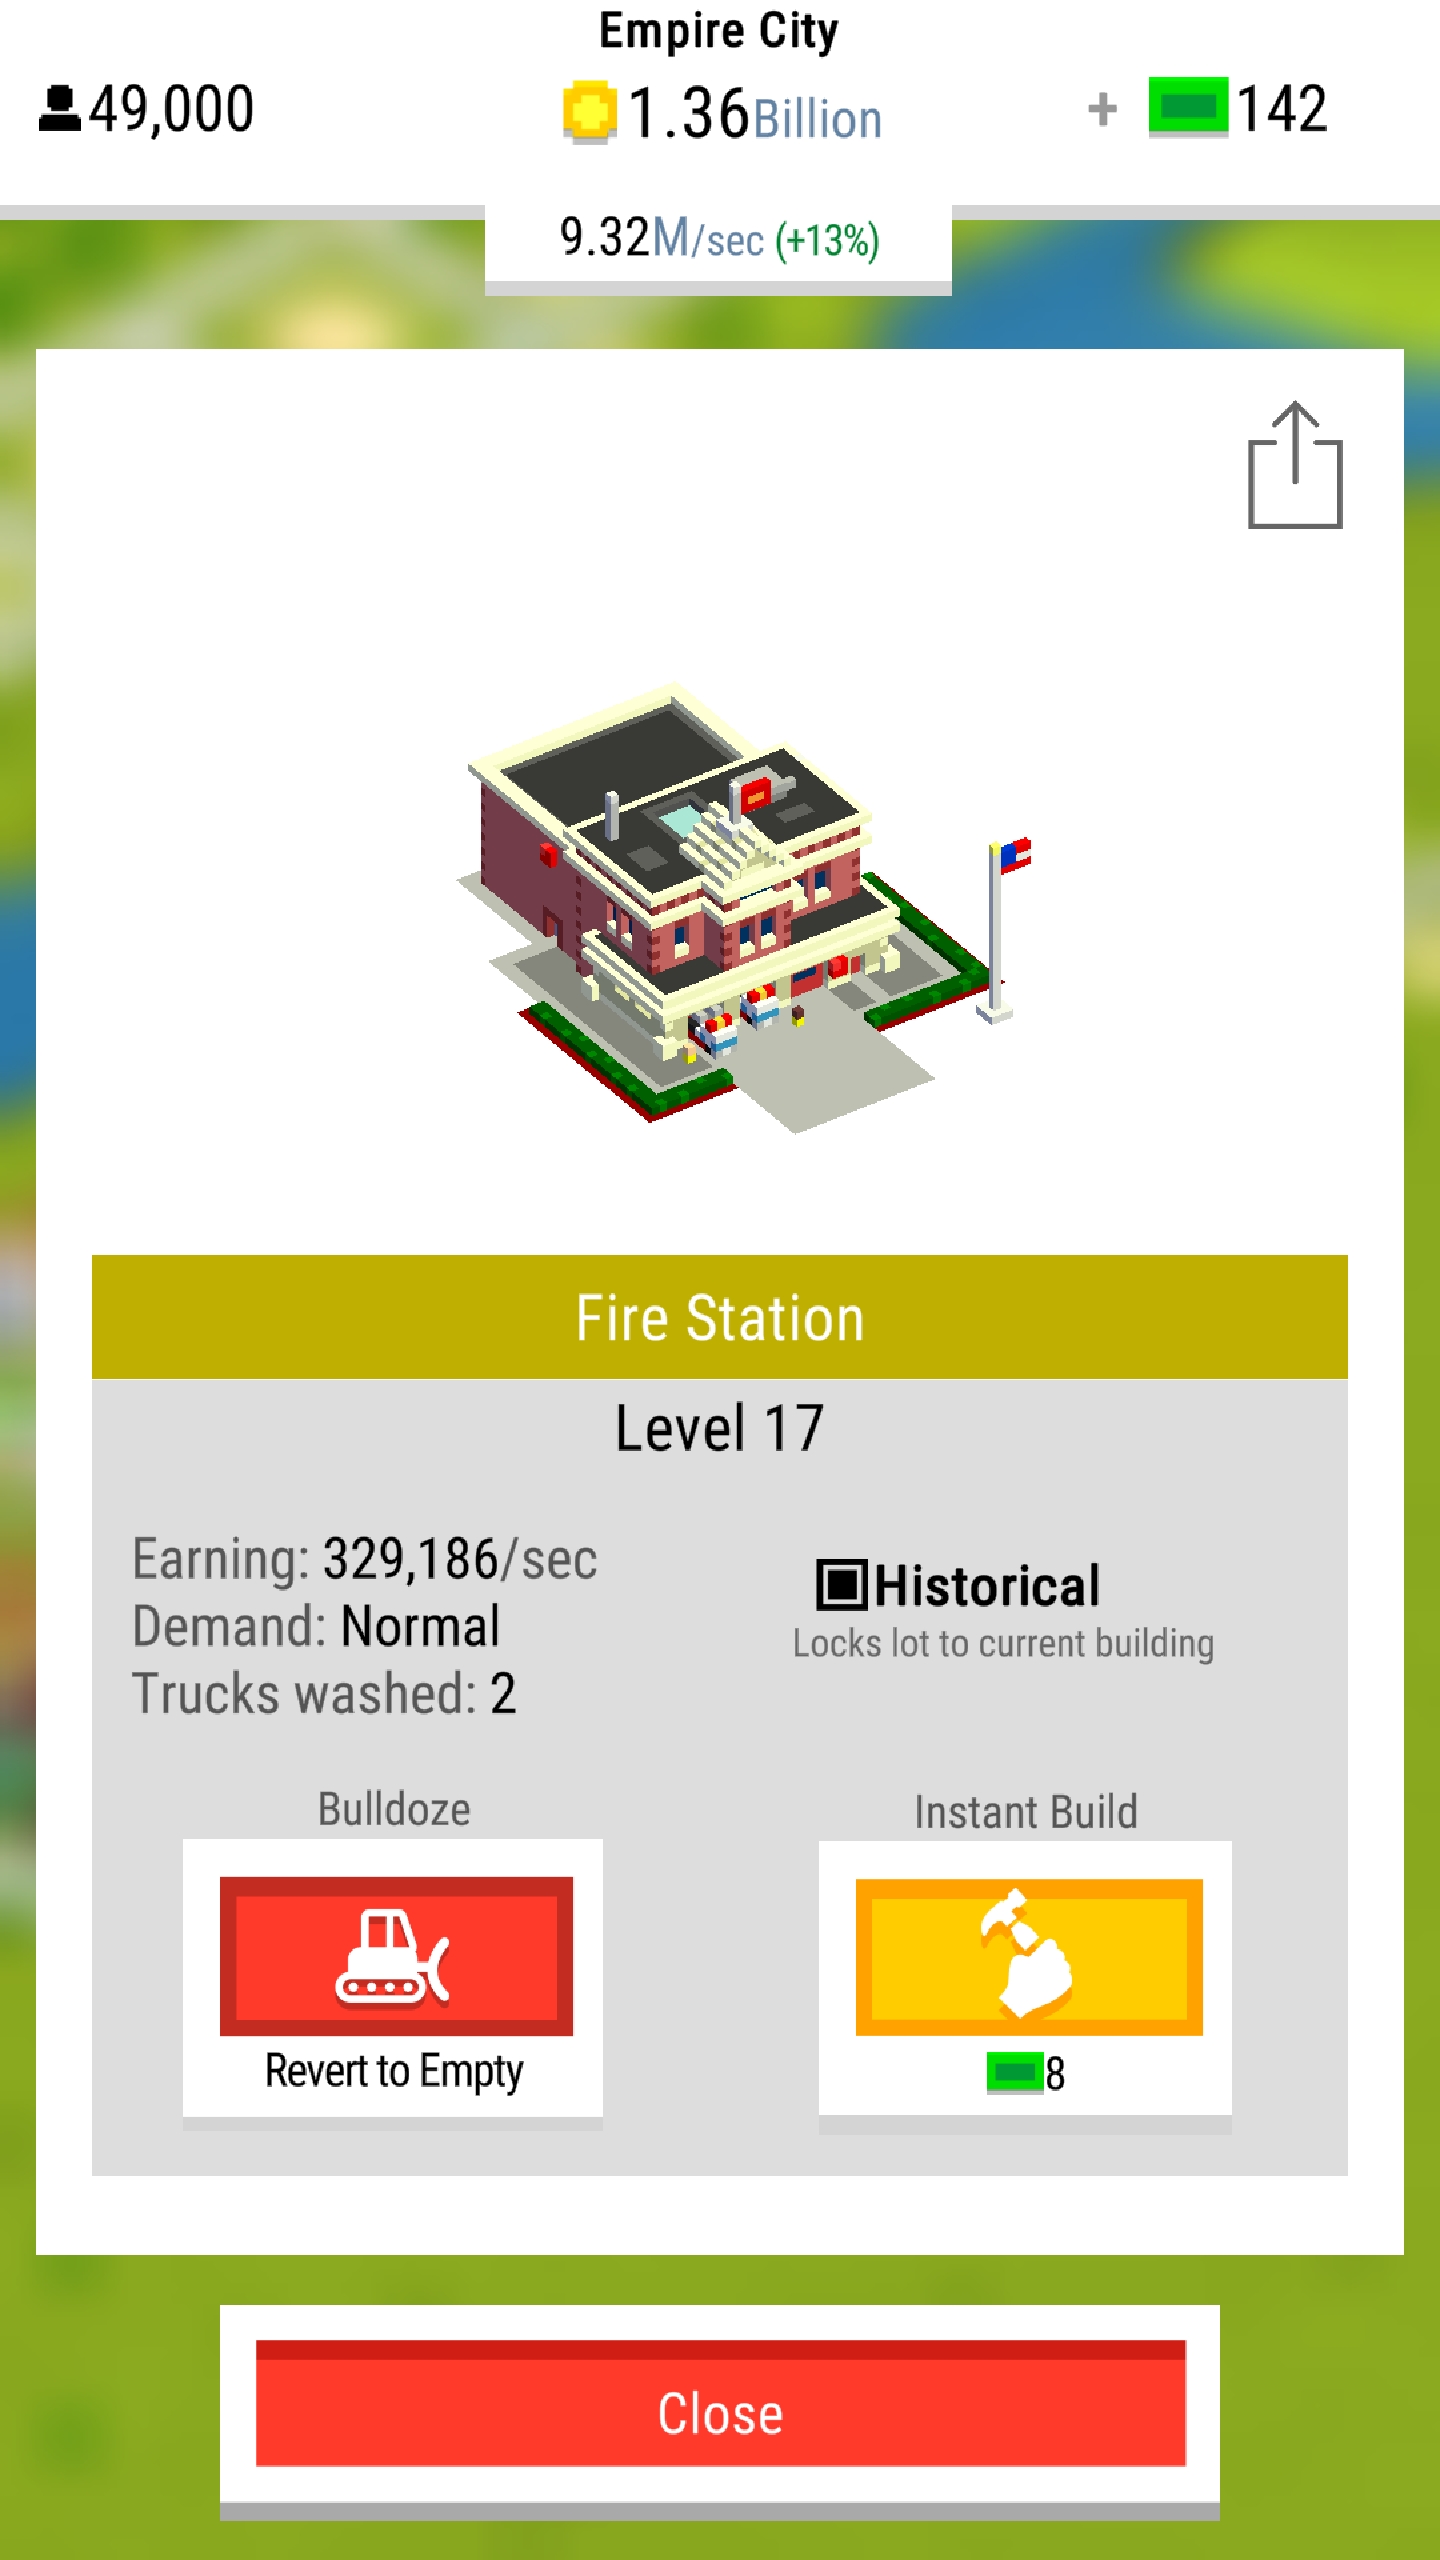 Empire City
49,000
1.36Billion
+ 142
9.32M/sec (+13%)
Fire Station
Level 17
Earning: 329,186/sec
Demand: Normal
Trucks washed: 2
Historical
Locks lot to current building
Bulldoze
Revert to Empty
Instant Build
8
Close